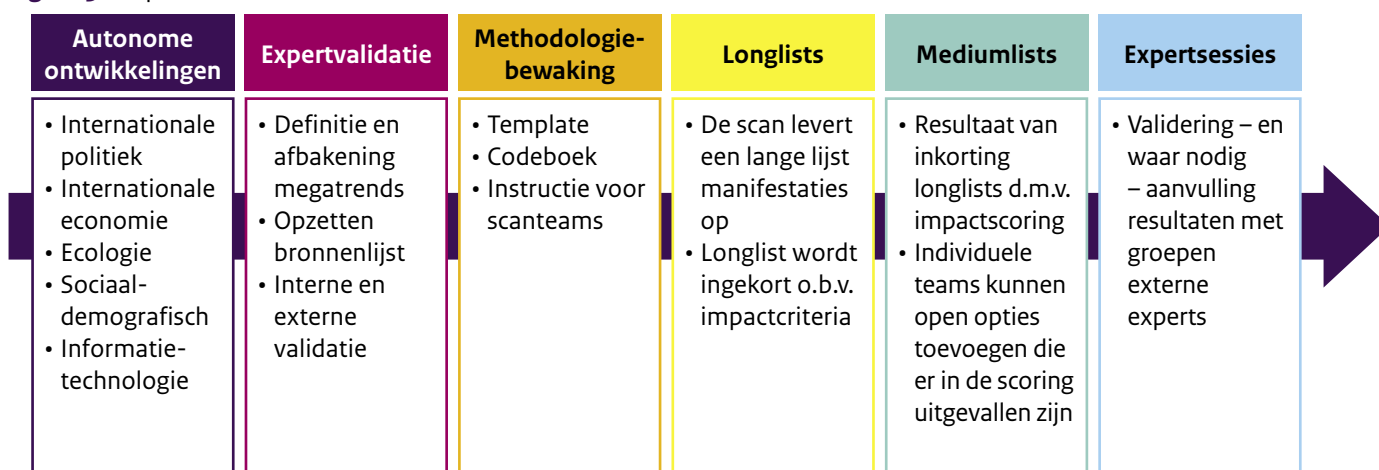 Autonome
ontwikkelingen
Expertvalidatie
Methodologie-
bewaking
Longlists
Mediumlists
Expertsessies
• Internationale
politiek
• Internationale
economie
• Ecologie
• Sociaal-
demografisch
• Informatie-
technologie
• Definitie en
afbakening
megatrends
• Opzetten
bronnenlijst
• Interne en
externe
validatie
• Template
• Codeboek
• Instructie voor
scanteams
• De scan levert
een lange lijst
manifestaties
op
• Longlist wordt
ingekort o.b.v.
impactcriteria
• Resultaat van
inkorting
longlists d.m.v.
impactscoring
• Individuele
teams kunnen
open opties
toevoegen die
er in de scoring
uitgevallen zijn
• Validering – en
waar nodig
– aanvulling
resultaten met
groepen
externe
experts